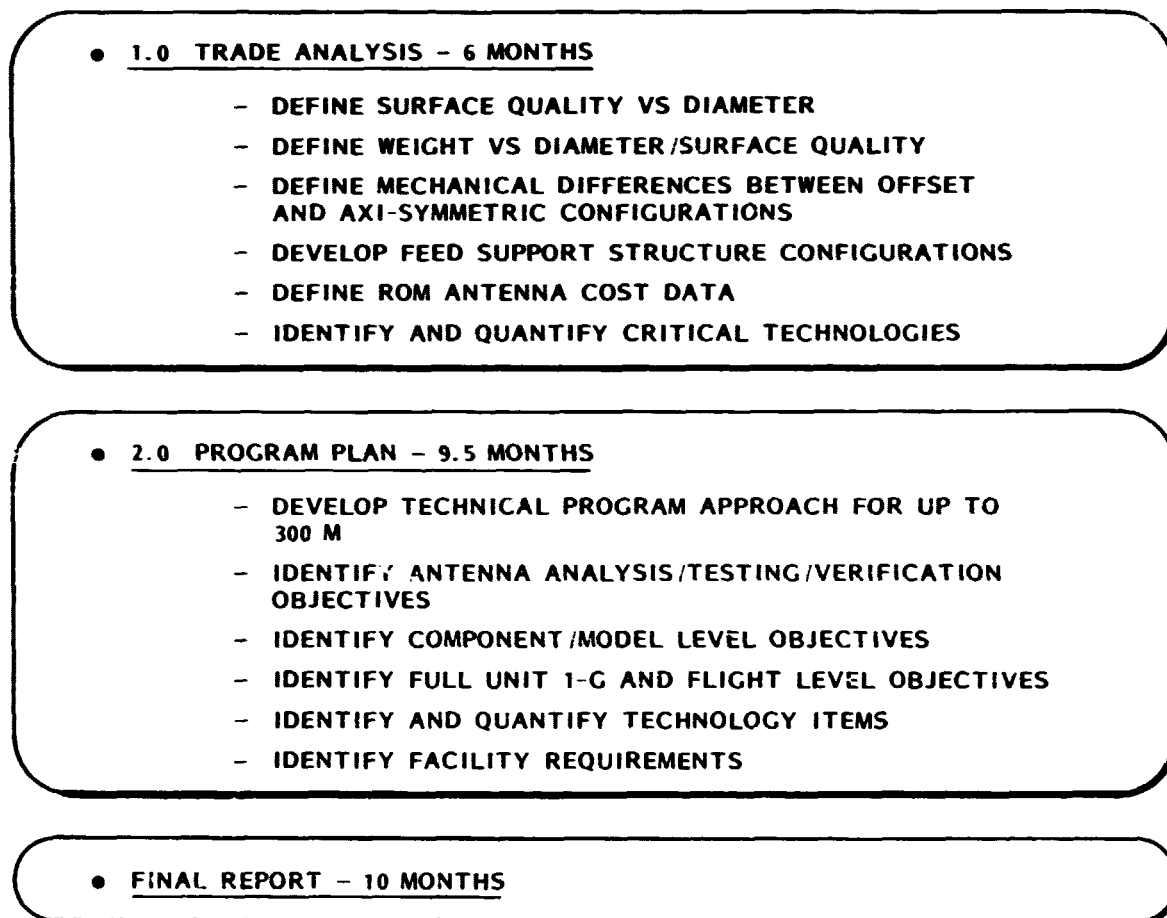 • 1.0 TRADE ANALYSIS – 6 MONTHS
– DEFINE SURFACE QUALITY VS DIAMETER
– DEFINE WEIGHT VS DIAMETER/SURFACE QUALITY
– DEFINE MECHANICAL DIFFERENCES BETWEEN OFFSET
AND AXI-SYMMETRIC CONFIGURATIONS
– DEVELOP FEED SUPPORT STRUCTURE CONFIGURATIONS
– DEFINE ROM ANTENNA COST DATA
– IDENTIFY AND QUANTIFY CRITICAL TECHNOLOGIES
• 2.0 PROGRAM PLAN – 9.5 MONTHS
– DEVELOP TECHNICAL PROGRAM APPROACH FOR UP TO
300 M
– IDENTIFY ANTENNA ANALYSIS/TESTING/VERIFICATION
OBJECTIVES
– IDENTIFY COMPONENT/MODEL LEVEL OBJECTIVES
– IDENTIFY FULL UNIT 1-G AND FLIGHT LEVEL OBJECTIVES
– IDENTIFY AND QUANTIFY TECHNOLOGY ITEMS
– IDENTIFY FACILITY REQUIREMENTS
• FINAL REPORT – 10 MONTHS